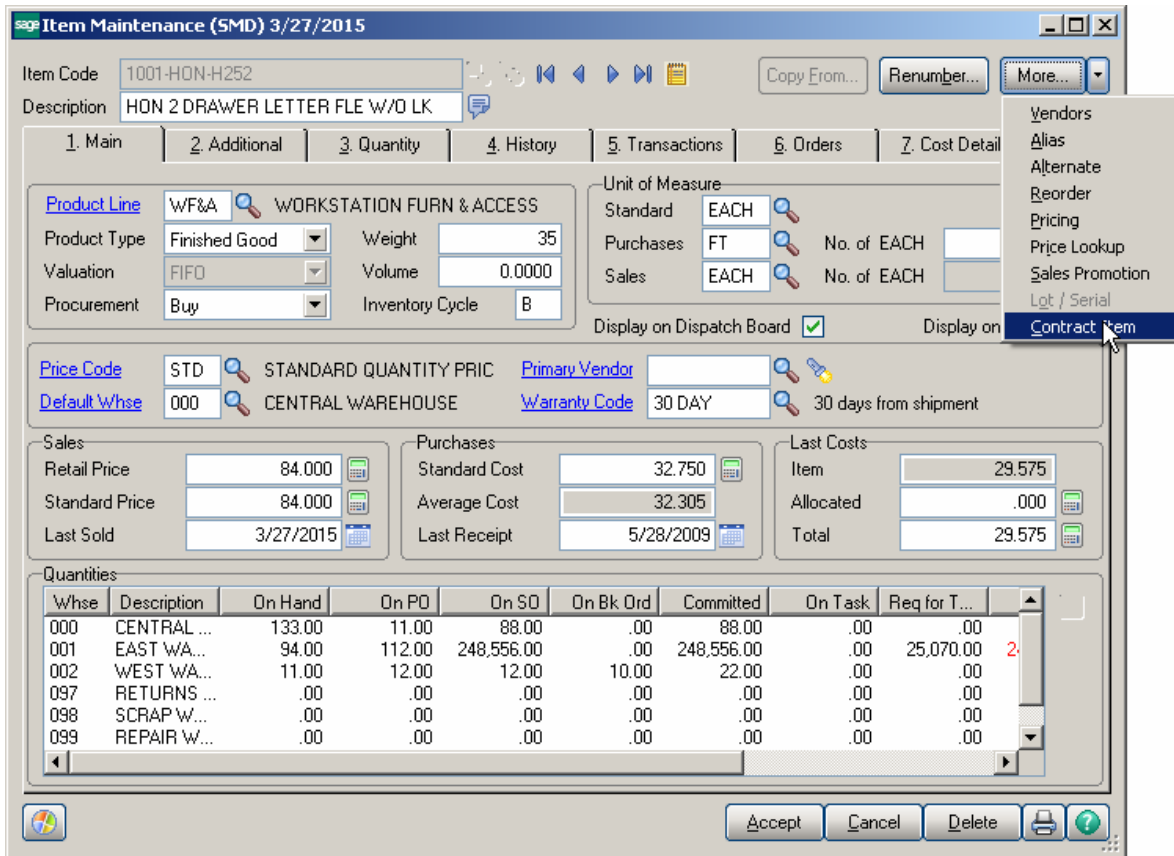 sage Item Maintenance (SMD) 3/27/2015
Item Code 1001-HON-H252 Copy From... Renumber... More...
Description HON 2 DRAWER LETTER FLE W/O LK
Vendors
Alias
Alternate
Reorder
Pricing
Price Lookup
Sales Promotion
Lot / Serial
Contract Item
1. Main 2. Additional 3. Quantity 4. History 5. Transactions 6. Orders 7. Cost Detail
Product Line WF&A WORKSTATION FURN & ACCESS
Product Type Finished Good Weight 35
Valuation FIFO Volume 0.0000
Procurement Buy Inventory Cycle B
Unit of Measure
Standard EACH
Purchases FT No. of EACH
Sales EACH No. of EACH
Display on Dispatch Board Display on
Price Code STD STANDARD QUANTITY PRIC Primary Vendor
Default Whse 000 CENTRAL WAREHOUSE Warranty Code 30 DAY 30 days from shipment
Sales
Retail Price 84.000
Standard Price 84.000
Last Sold 3/27/2015
Purchases
Standard Cost 32.750
Average Cost 32.305
Last Receipt 5/28/2009
Last Costs
Item 29.575
Allocated .000
Total 29.575
Quantities
Whse Description On Hand On PO On SO On Bk Ord Committed On Task Req for T...
000 CENTRAL ... 133.00 11.00 88.00 .00 88.00 .00 .00
001 EAST WA... 94.00 112.00 248,556.00 .00 248,556.00 .00 25,070.00
002 WEST WA... 11.00 12.00 12.00 10.00 22.00 .00 .00
097 RETURNS ... .00 .00 .00 .00 .00 .00 .00
098 SCRAP W... .00 .00 .00 .00 .00 .00 .00
099 REPAIR W... .00 .00 .00 .00 .00 .00 .00
Accept Cancel Delete